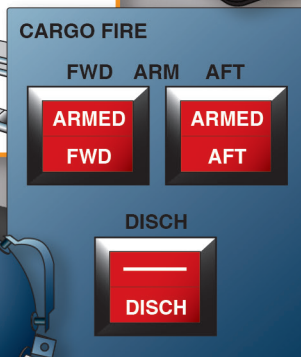 CARGO FIRE
FWD ARM AFT
ARMED ARMED
FWD AFT
DISCH
DISCH